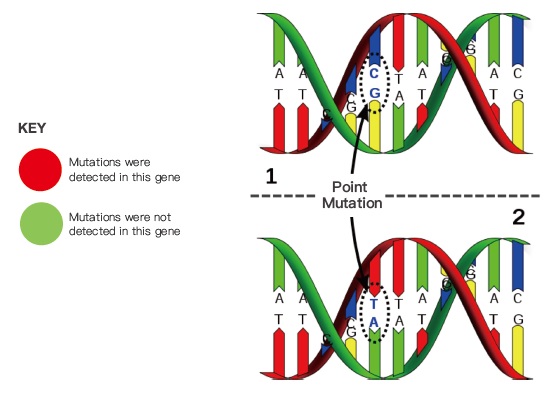 A A C T A G A C
T T C G G A T C T G
KEY
Mutations were
detected in this gene
Mutations were not
detected in this gene
1
Point
Mutation
2
A A T T A G A C
T T C G A A T C T G